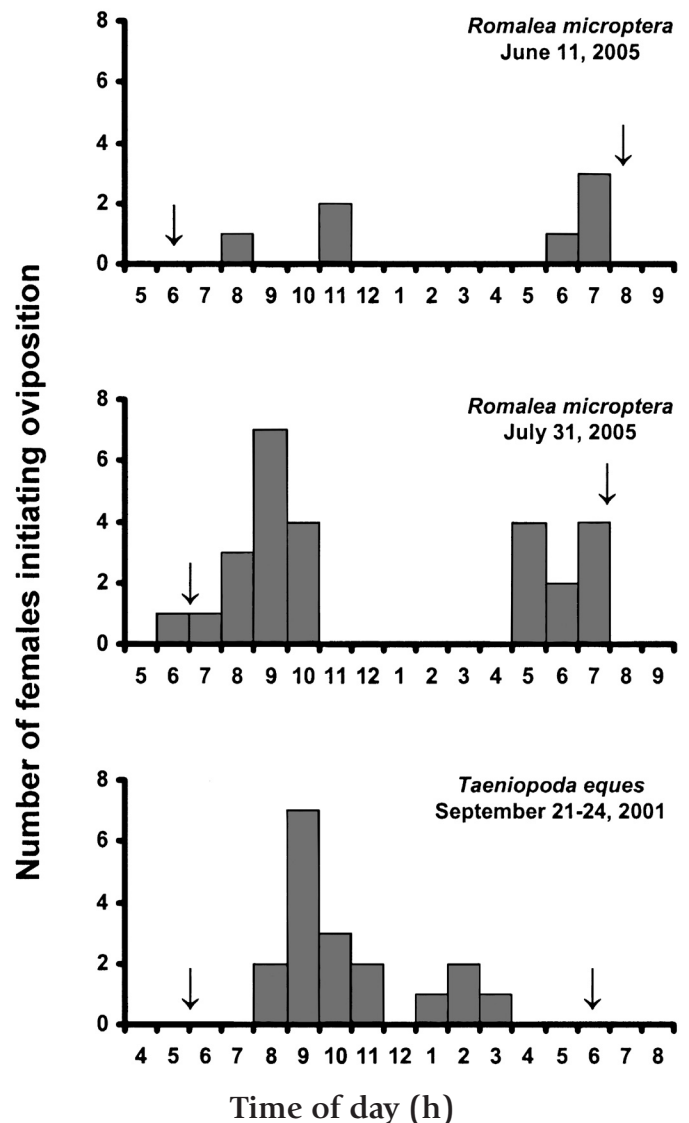 Number of females initiating oviposition
8
6
4
2
0
Romalea microptera
June 11, 2005
5 6 7 8 9 10 11 12 1 2 3 4 5 6 7 8 9
8
6
4
2
0
Romalea microptera
July 31, 2005
5 6 7 8 9 10 11 12 1 2 3 4 5 6 7 8 9
8
6
4
2
0
Taeniopoda eques
September 21-24, 2001
4 5 6 7 8 9 10 11 12 1 2 3 4 5 6 7 8
Time of day (h)